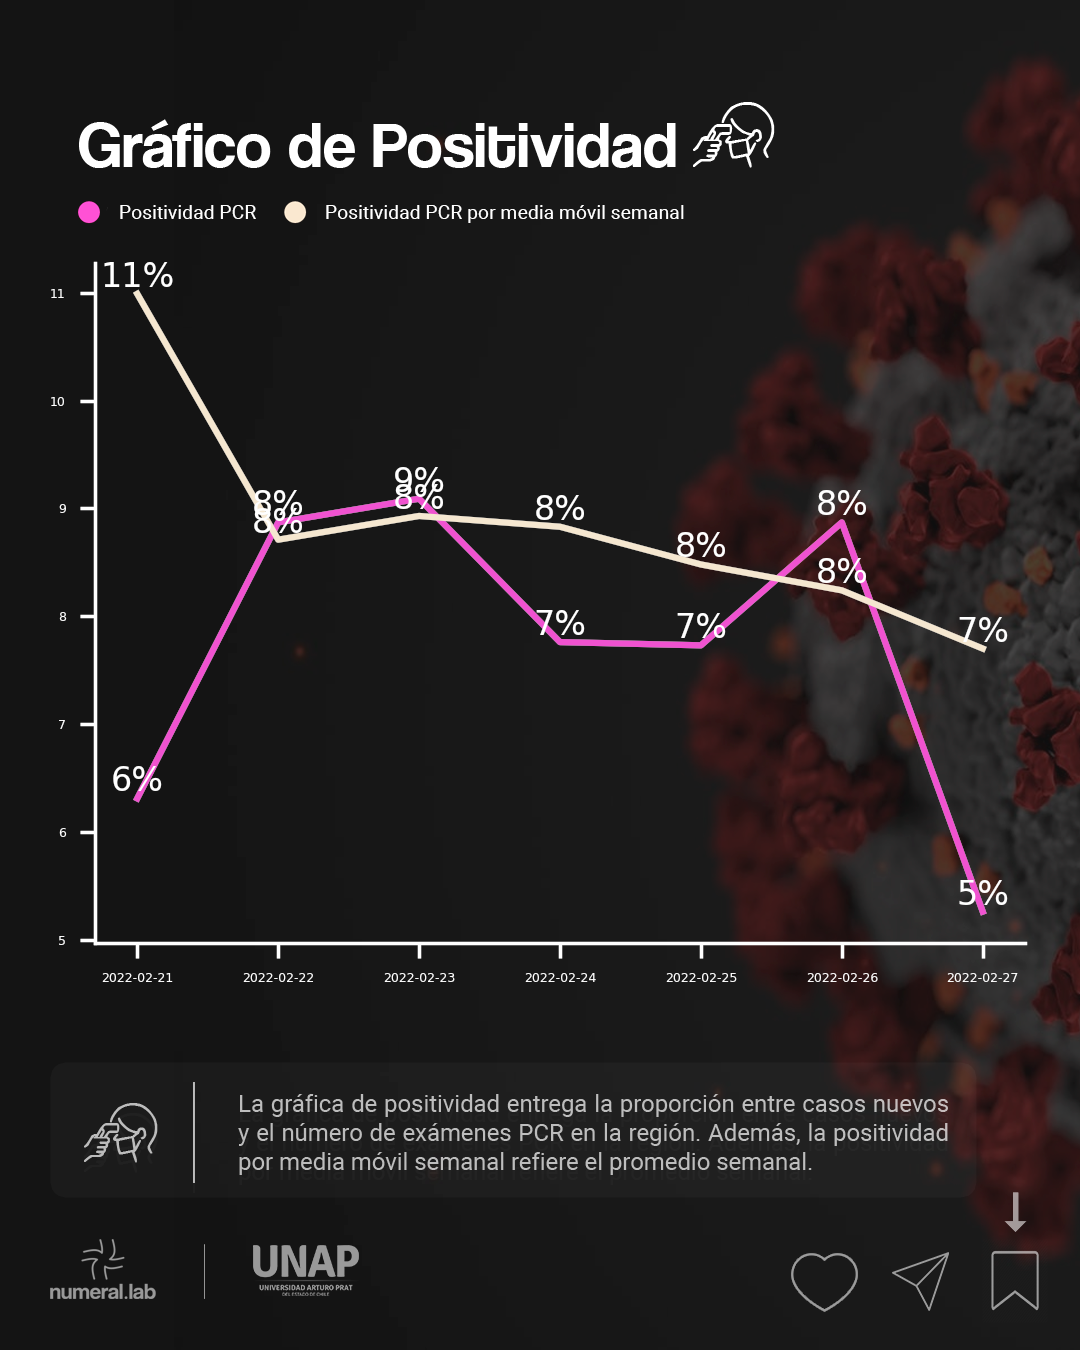 Gráfico de Positividad
Positividad PCR
Positividad PCR por media móvil semanal
11%
11
10
9%
8%
8%
8%
8%
8%
9
8%
8%
7%
7%
7%
8
7
6%
6
5%
5
2022-02-21
2022-02-22
2022-02-23
2022-02-24
2022-02-25
2022-02-26
2022-02-27
La gráfica de positividad entrega la proporción entre casos nuevos
y el número de exámenes PCR en la región. Además, la positividad
por media móvil semanal refiere el promedio semanal.
numeral.lab
UNAP
UNIVERSIDAD ARTURO PRAT
DEL ESTADO DE CHILE